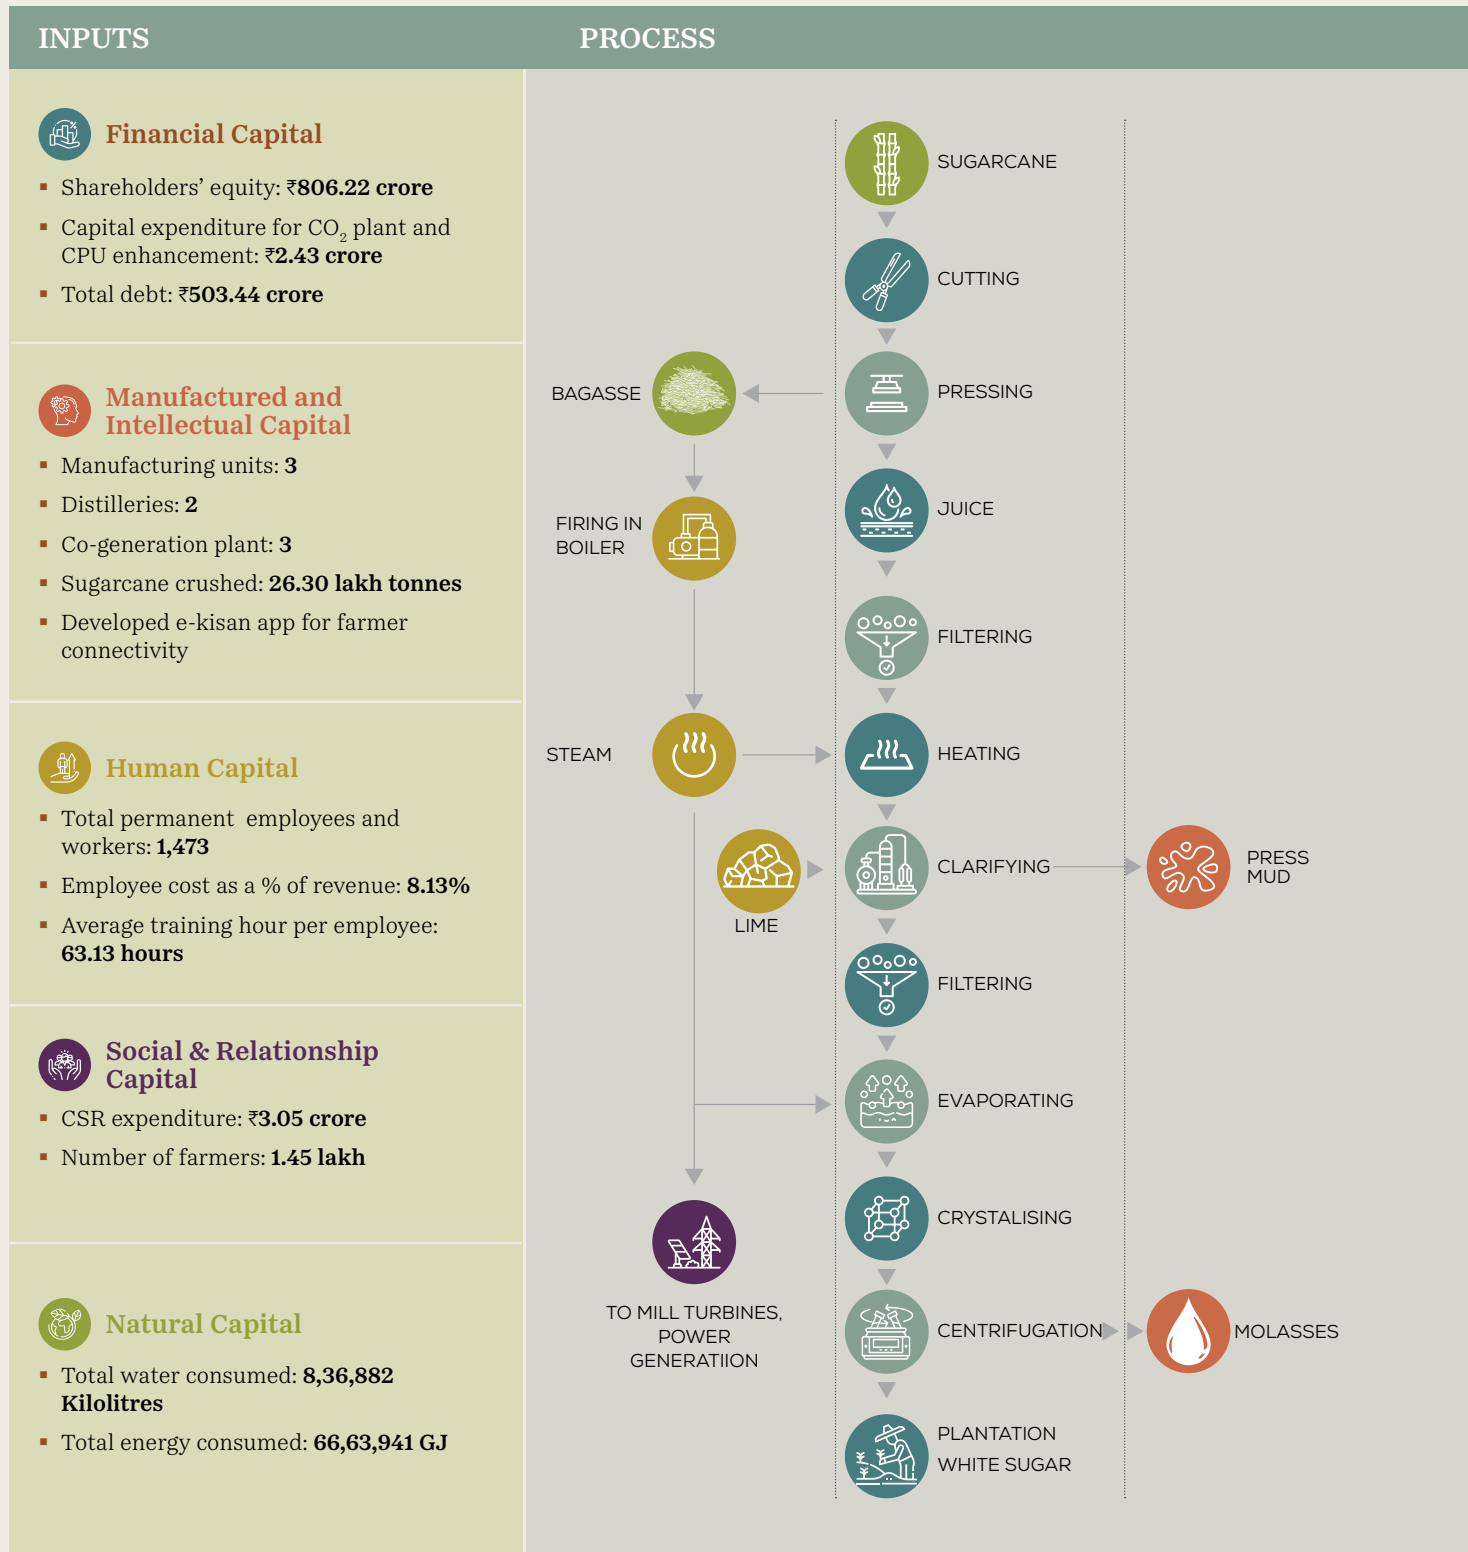 INPUTS
PROCESS
Financial Capital
▪ Shareholders’ equity: ₹806.22 crore
▪ Capital expenditure for CO₂ plant and
CPU enhancement: ₹2.43 crore
▪ Total debt: ₹503.44 crore
Manufactured and
Intellectual Capital
▪ Manufacturing units: 3
▪ Distilleries: 2
▪ Co-generation plant: 3
▪ Sugarcane crushed: 26.30 lakh tonnes
▪ Developed e-kisan app for farmer
connectivity
Human Capital
▪ Total permanent employees and
workers: 1,473
▪ Employee cost as a % of revenue: 8.13%
▪ Average training hour per employee:
63.13 hours
Social & Relationship
Capital
▪ CSR expenditure: ₹3.05 crore
▪ Number of farmers: 1.45 lakh
Natural Capital
▪ Total water consumed: 8,36,882
Kilolitres
▪ Total energy consumed: 66,63,941 GJ
SUGARCANE
CUTTING
BAGASSE
PRESSING
JUICE
FIRING IN
BOILER
FILTERING
STEAM
HEATING
LIME
CLARIFYING
PRESS
MUD
FILTERING
EVAPORATING
CRYSTALISING
TO MILL TURBINES,
POWER
GENERATIION
CENTRIFUGATION
MOLASSES
PLANTATION
WHITE SUGAR